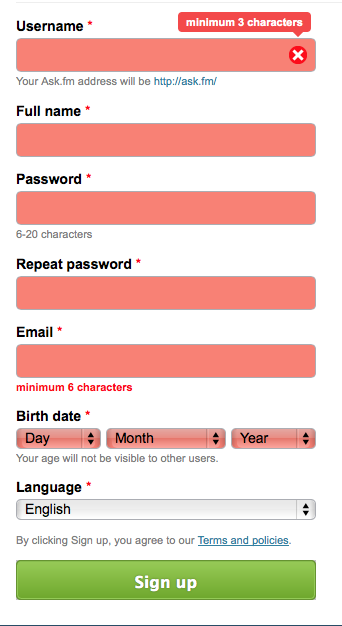 minimum 3 characters
Username *
Your Ask.fm address will be http://ask.fm/
Full name *
Password *
6-20 characters
Repeat password *
Email *
minimum 6 characters
Birth date *
Day Month Year
Your age will not be visible to other users.
Language *
English
By clicking Sign up, you agree to our Terms and policies.
Sign up